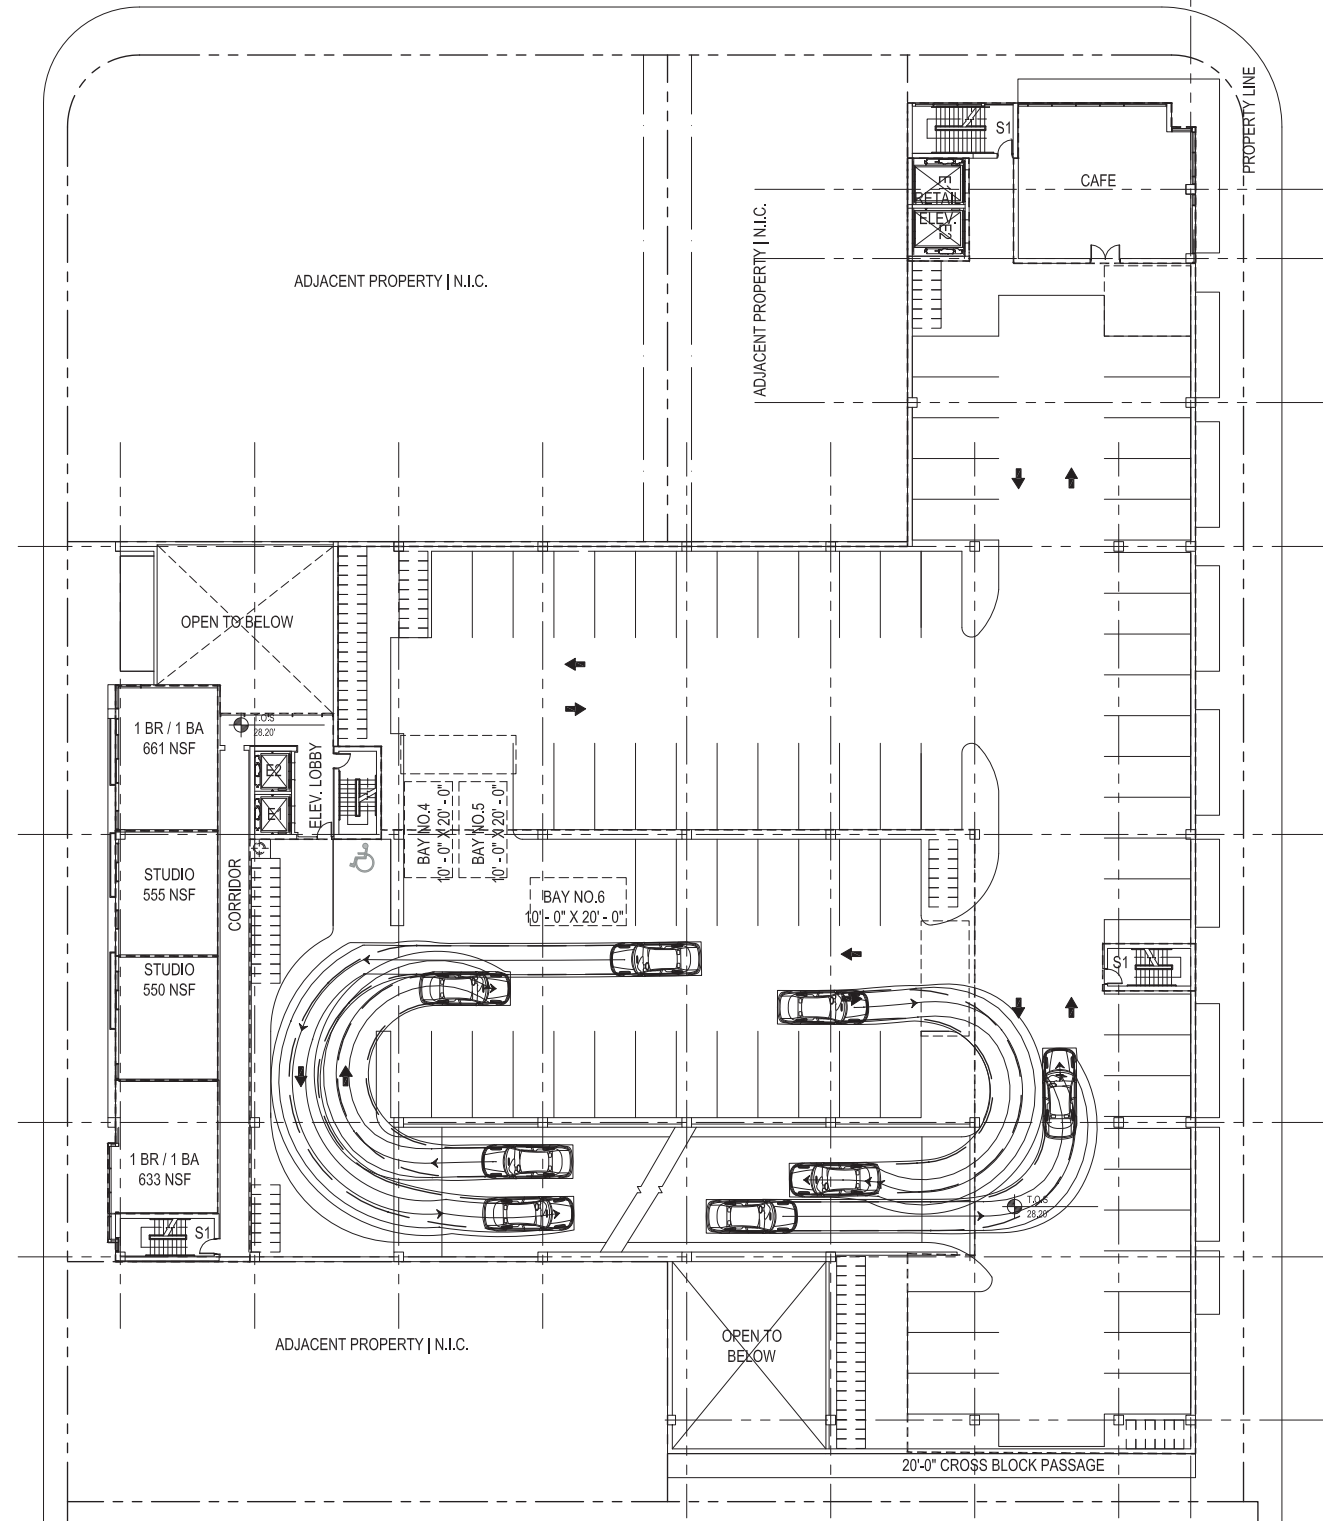 PROPERTY LINE
S1
CAFE
E
RETAIL
ELEV.
E2
ADJACENT PROPERTY | N.I.C.
ADJACENT PROPERTY | N.I.C.
OPEN TO BELOW
1 BR / 1 BA
661 NSF
T.O.S
28.20'
E2
E
ELEV. LOBBY
BAY NO.4
10' - 0" X 20' - 0"
BAY NO.5
10' - 0" X 20' - 0"
STUDIO
555 NSF
CORRIDOR
BAY NO.6
10' - 0" X 20' - 0"
STUDIO
550 NSF
S1
1 BR / 1 BA
633 NSF
T.O.S
28.20'
S1
ADJACENT PROPERTY | N.I.C.
OPEN TO
BELOW
20'-0" CROSS BLOCK PASSAGE